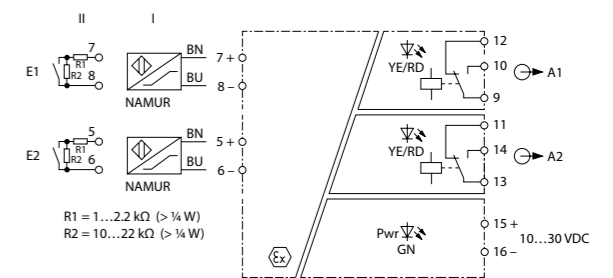 II I
E1
7
R1
R2 8
BN
BU
NAMUR
7 +
8 –
YE/RD
12
10
9
A1
E2
5
R1
R2 6
BN
BU
NAMUR
5 +
6 –
YE/RD
11
14
13
A2
R1 = 1…2,2 kΩ (> ¼ W)
R2 = 10…22 kΩ (> ¼ W)
Ex
Pwr
GN
15 +
16 –
10…30 VDC